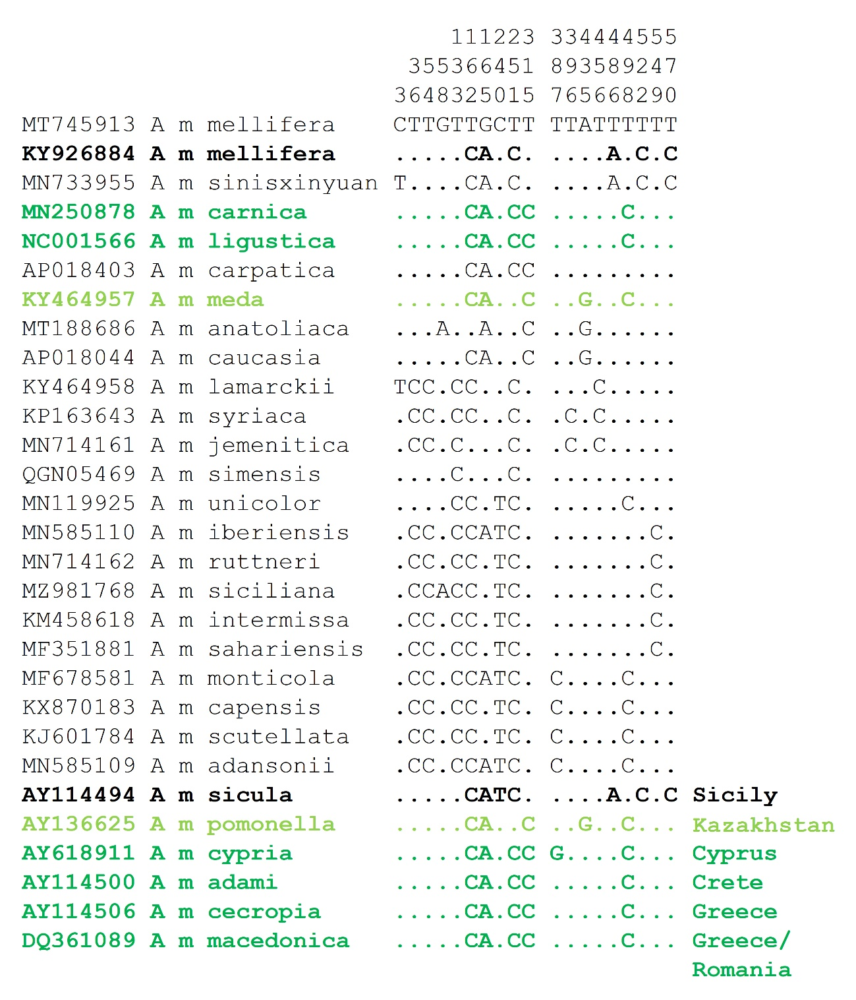 111223 334444555
355366451 893589247
3648325015 765668290
MT745913 A m mellifera CTTGTTGCTT TTATTTTTT
KY926884 A m mellifera .....CA.C. ....A.C.C
MN733955 A m sinisxinyuan T....CA.C. ....A.C.C
MN250878 A m carnica .....CA.CC .....C...
NC001566 A m ligustica .....CA.CC .....C...
AP018403 A m carpatica .....CA.CC .........
KY464957 A m meda .....CA..C ..G..C...
MT188686 A m anatoliaca ...A..A..C ..G......
AP018044 A m caucasia .....CA..C ..G......
KY464958 A m lamarckii TCC.CC..C. ...C.....
KP163643 A m syriaca .CC.CC..C. .C.C.....
MN714161 A m jemenitica .CC.C...C. .C.C.....
QGN05469 A m simensis ....C...C. .........
MN119925 A m unicolor ....CC.TC. .....C...
MN585110 A m iberiensis .CC.CCATC. .......C.
MN714162 A m ruttneri .CC.CC.TC. .......C.
MZ981768 A m siciliana .CCACC.TC. .......C.
KM458618 A m intermissa .CC.CC.TC. .......C.
MF351881 A m sahariensis .CC.CC.TC. .......C.
MF678581 A m monticola .CC.CCATC. C....C...
KX870183 A m capensis .CC.CC.TC. C....C...
KJ601784 A m scutellata .CC.CC.TC. C....C...
MN585109 A m adansonii .CC.CCATC. C....C...
AY114494 A m sicula .....CATC. ....A.C.C Sicily
AY136625 A m pomonella .....CA..C ..G..C... Kazakhstan
AY618911 A m cypria .....CA.CC G....C... Cyprus
AY114500 A m adami .....CA.CC .....C... Crete
AY114506 A m cecropia .....CA.CC .....C... Greece
DQ361089 A m macedonica .....CA.CC .....C... Greece/
Romania